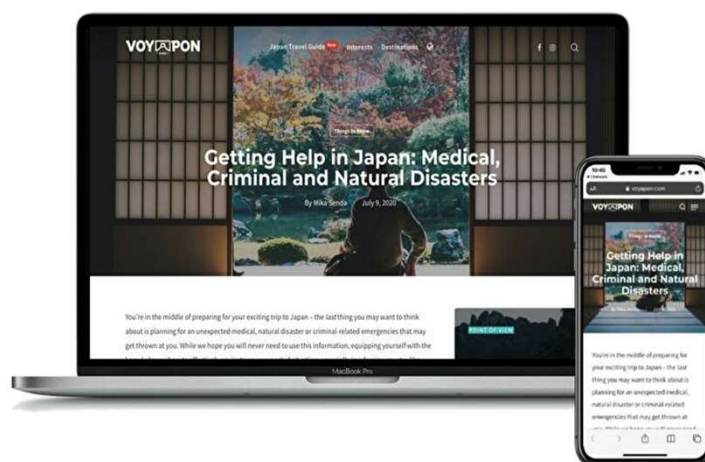 VOYAPON
Japan Travel Guide New Interests Destinations
Things to Know
Getting Help in Japan: Medical,
Criminal and Natural Disasters
By Mika Senda July 9, 2020
You're in the middle of preparing for your exciting trip to Japan – the last thing you may want to think
about is planning for an unexpected medical, natural disaster or criminal-related emergencies that may
get thrown at you. While we hope you will never need to use this information, equipping yourself with the
POINT OF VIEW
MacBook Pro
10:46
AA voyapon.com
VOYAPON
Things to Know
Getting Help in
Japan: Medical,
Criminal and Natural
Disasters
You're in the middle of preparing for
your exciting trip to Japan – the last
thing you may want to think about is
planning for an unexpected medical,
natural disaster or criminal-related
emergencies that may get thrown at